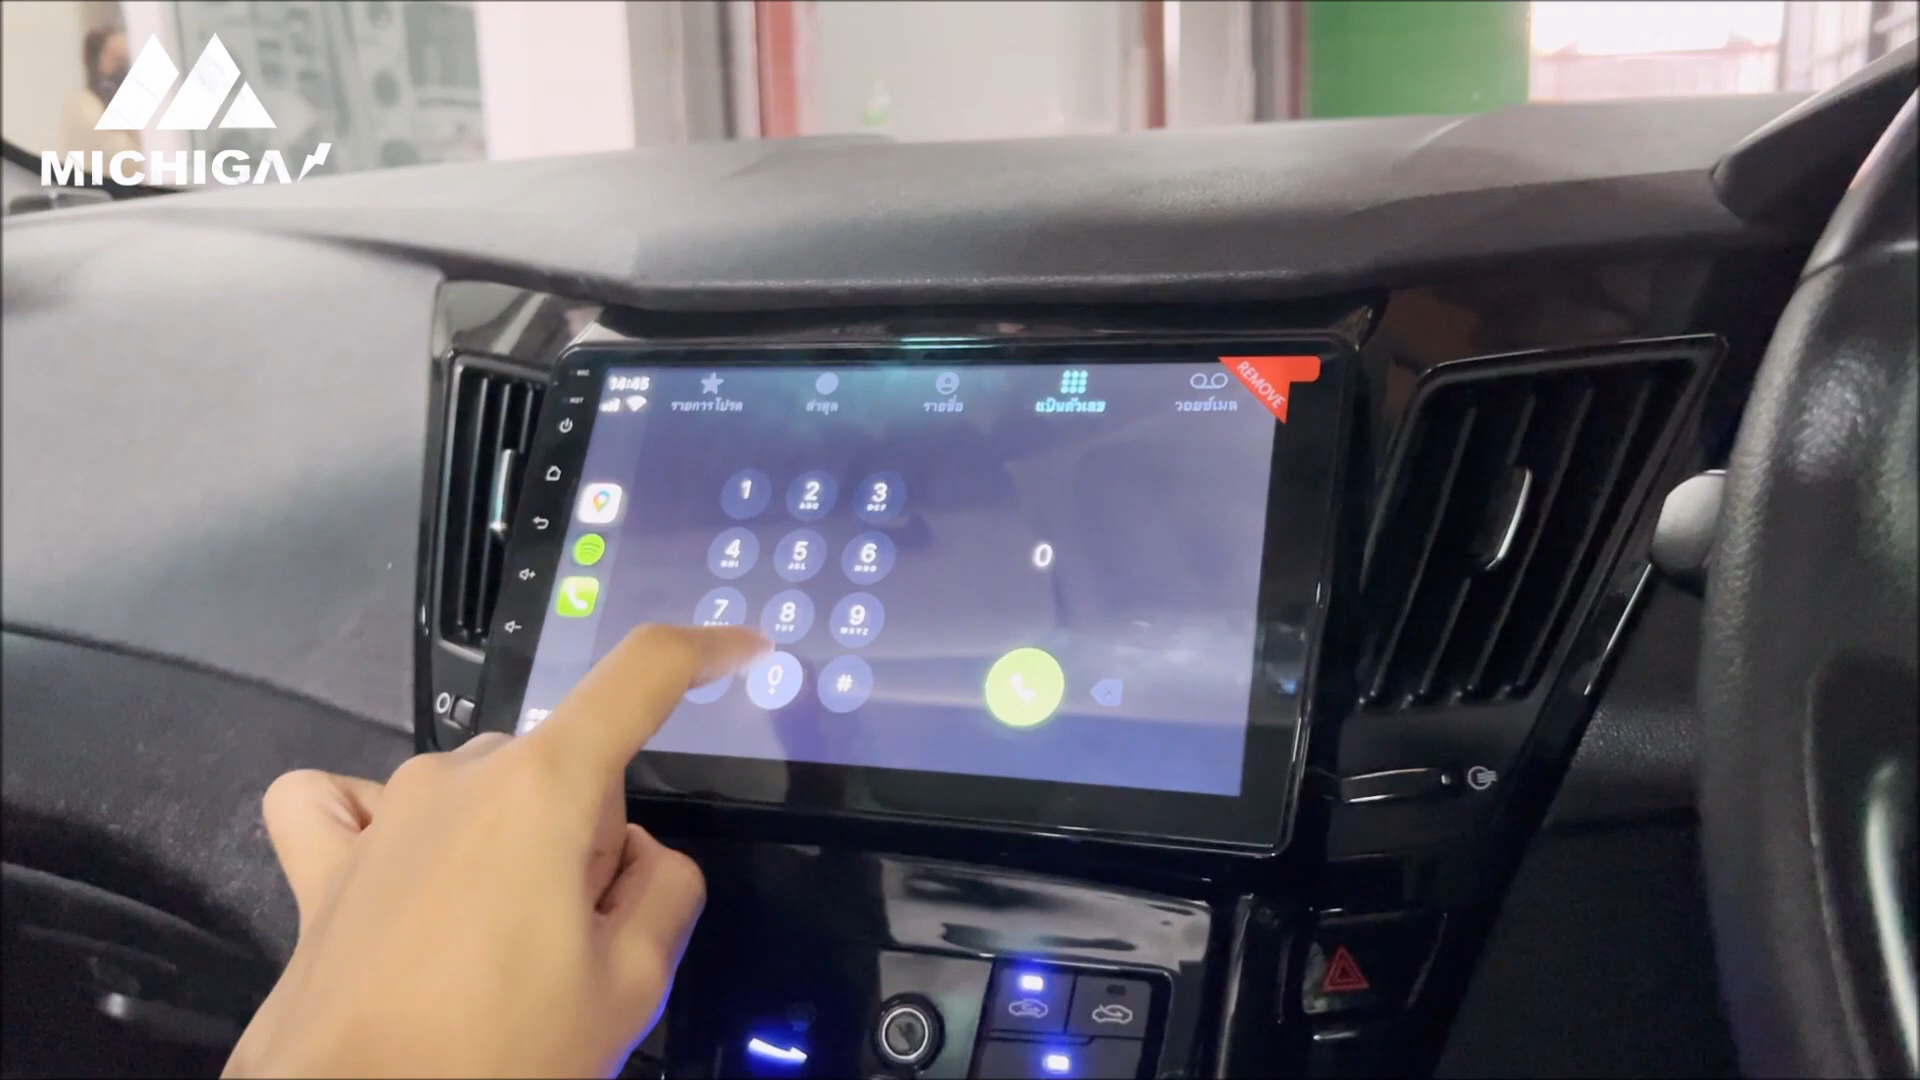 MICHIGA
REMOVE
14:45
รายการโปรด
ล่าสุด
รายชื่อ
แป้นตัวเลข
วอยซ์เมล
1
2
ABC
3
DEF
4
GHI
5
JKL
6
MNO
7
8
TUV
9
WXYZ
0
+
#
0
RST